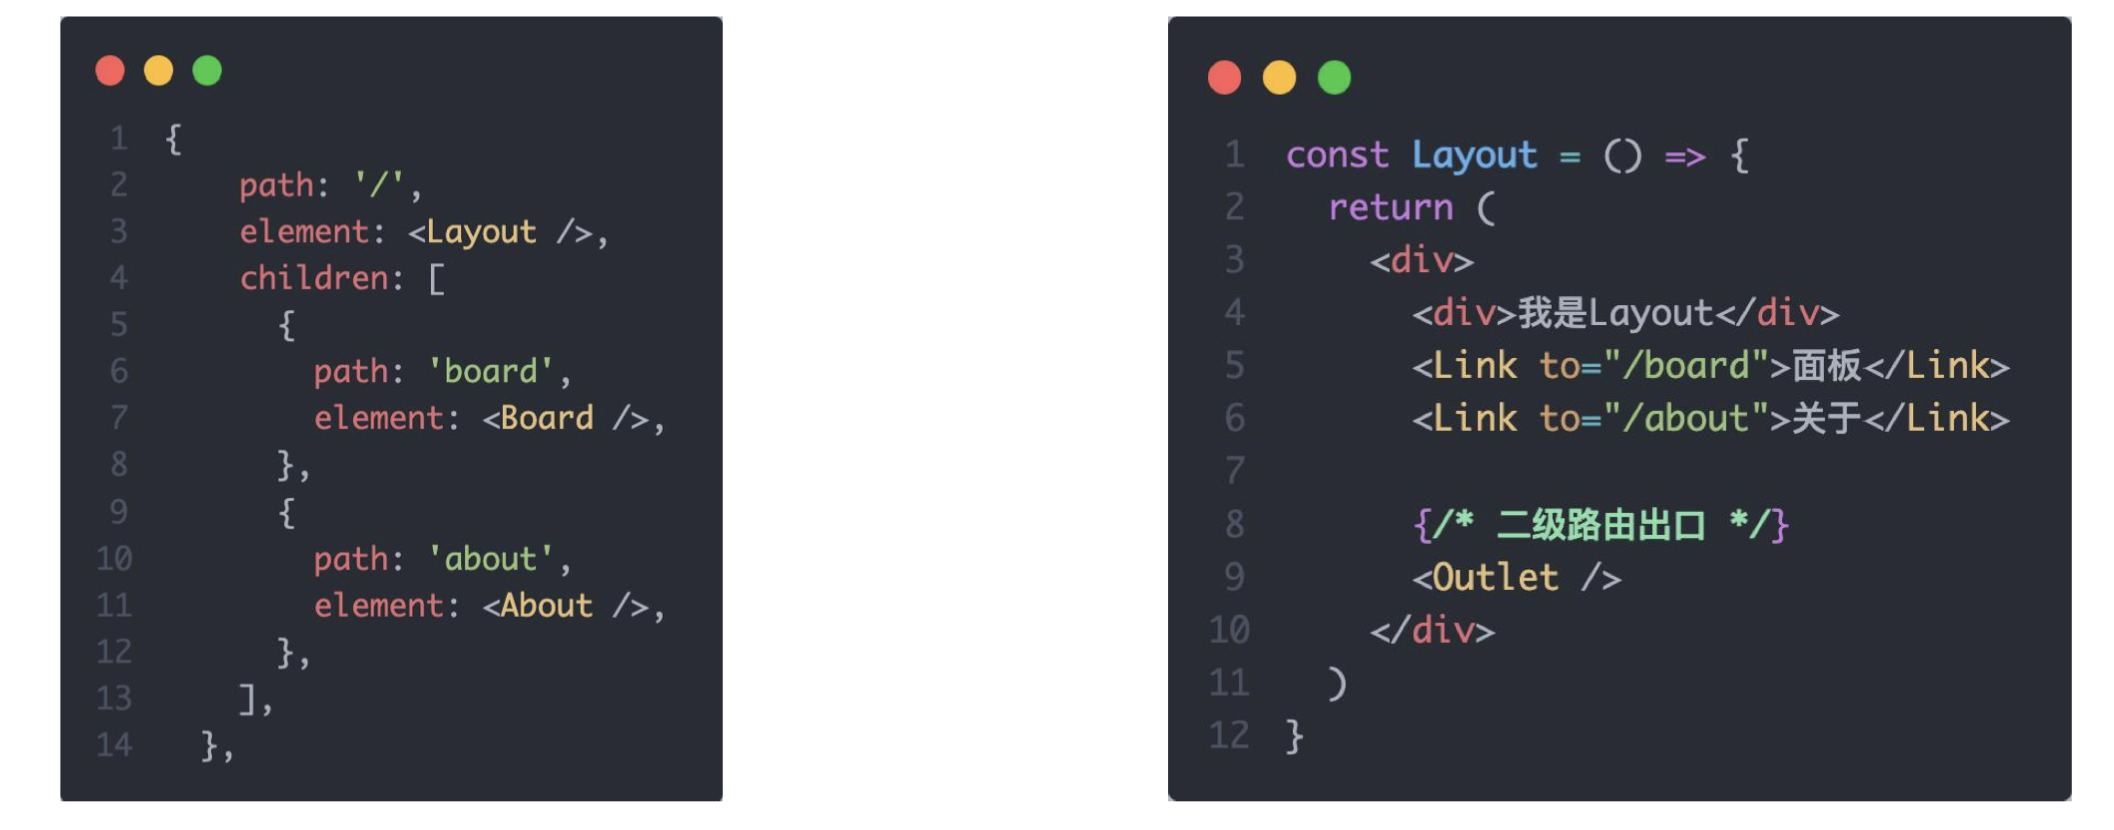 1 {
2 path: '/',
3 element: <Layout />,
4 children: [
5 {
6 path: 'board',
7 element: <Board />,
8 },
9 {
10 path: 'about',
11 element: <About />,
12 },
13 ],
14 },
1 const Layout = () => {
2 return (
3 <div>
4 <div>我是Layout</div>
5 <Link to="/board">面板</Link>
6 <Link to="/about">关于</Link>
7
8 {/* 二级路由出口 */}
9 <Outlet />
10 </div>
11 )
12 }